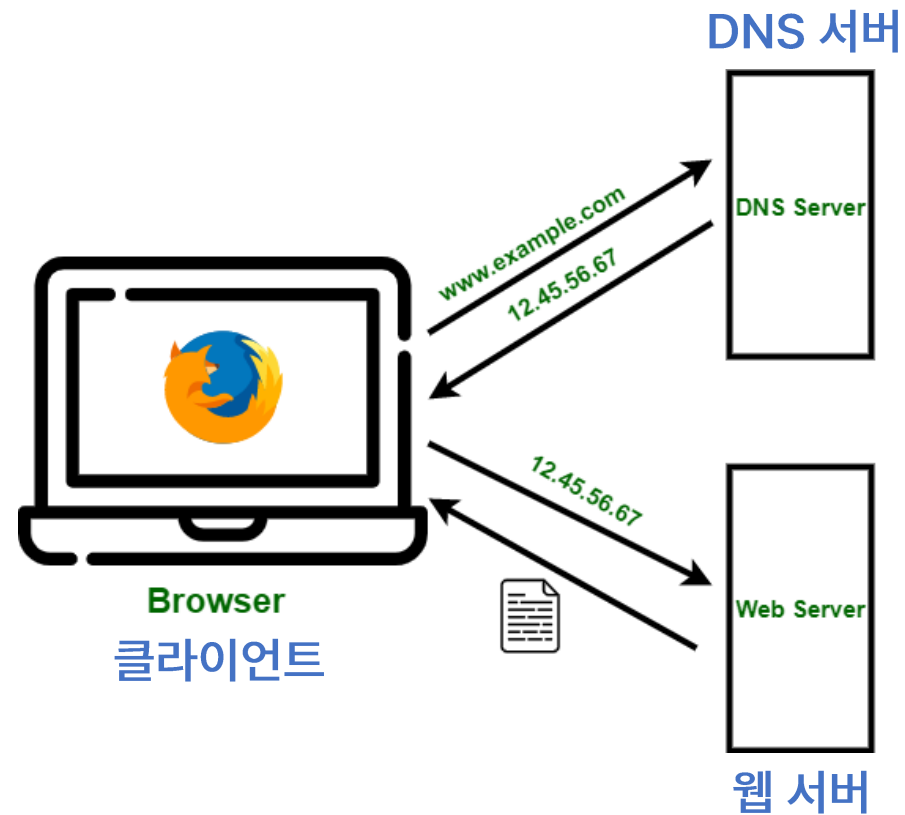 DNS 서버
DNS Server
www.example.com
12.45.56.67
12.45.56.67
Browser
클라이언트
Web Server
웹 서버